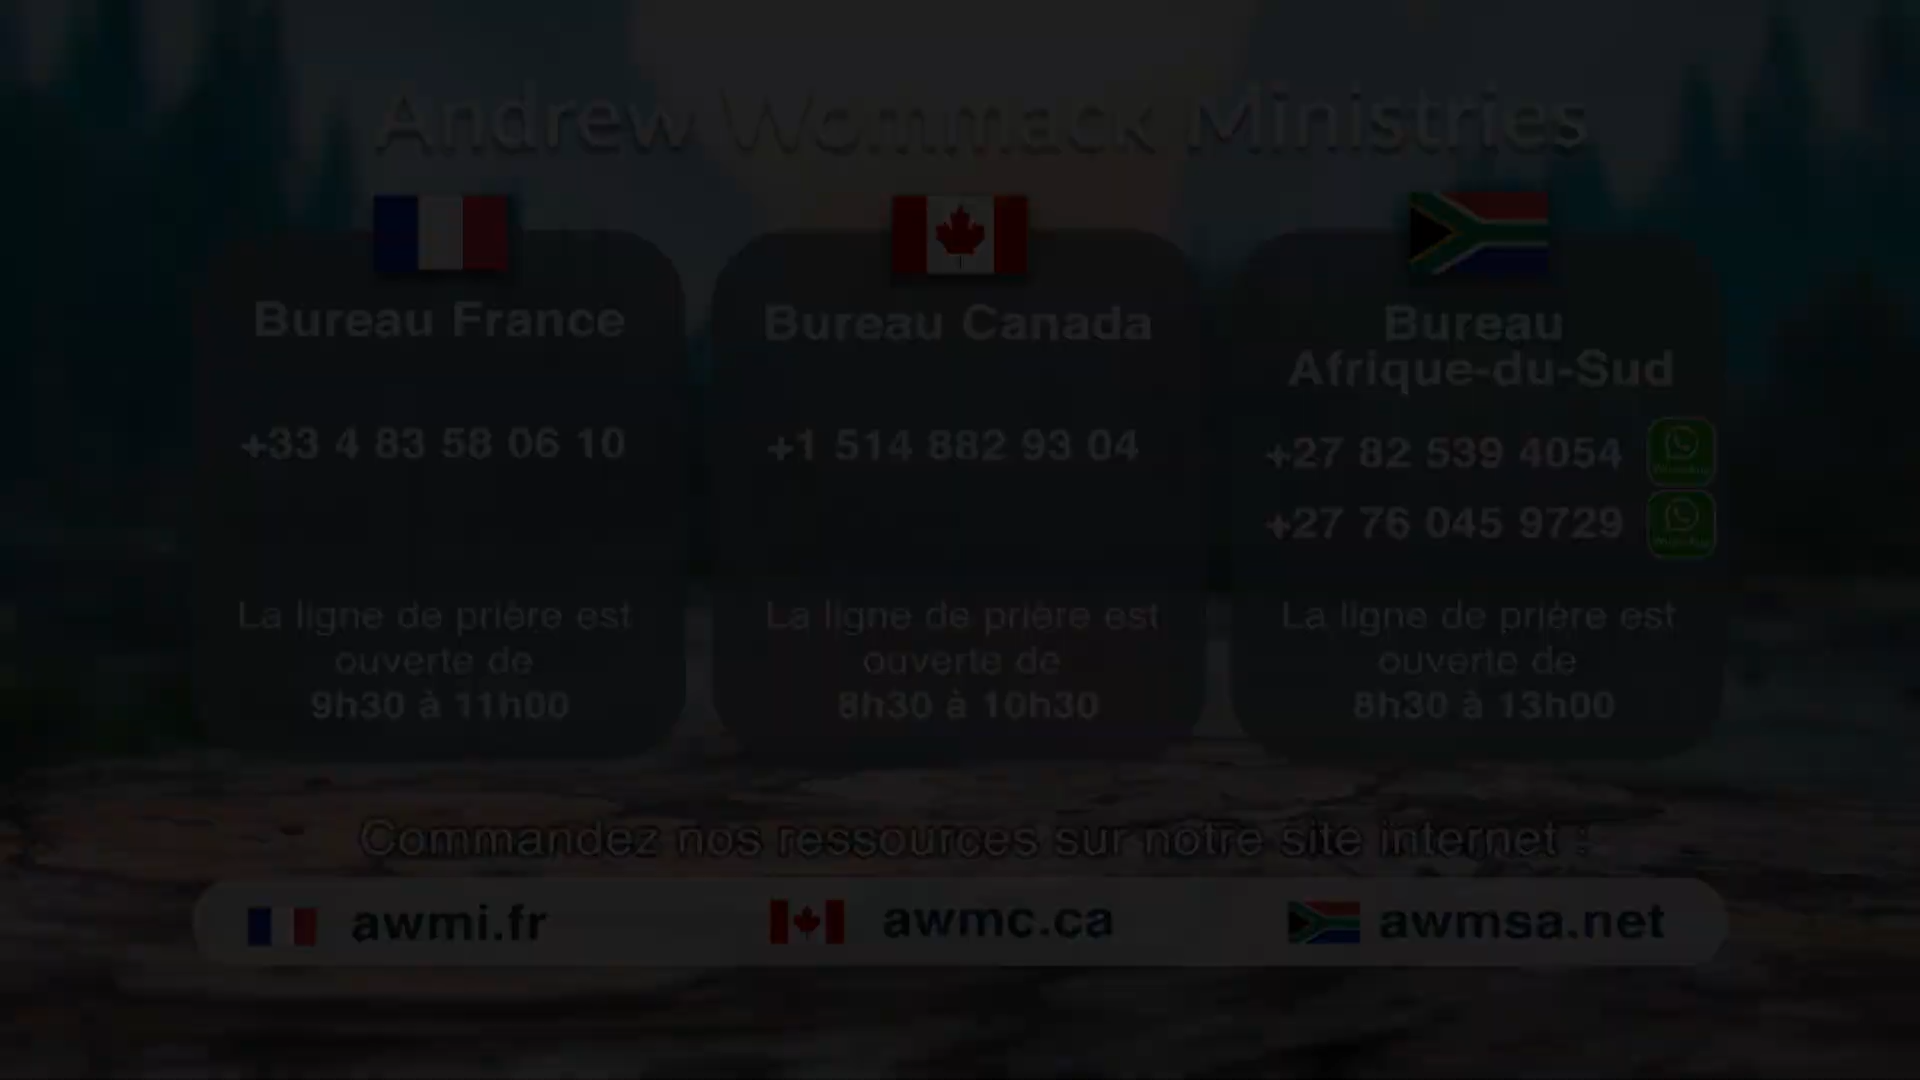 Andrew Wommack Ministries
Bureau France
+33 4 83 58 06 10
La ligne de prière est
ouverte de
9h30 à 11h00
Bureau Canada
+1 514 882 93 04
La ligne de prière est
ouverte de
8h30 à 10h30
Bureau
Afrique-du-Sud
+27 82 539 4054
+27 76 045 9729
La ligne de prière est
ouverte de
8h30 à 13h00
Commandez nos ressources sur notre site internet :
awmi.fr
awmc.ca
awmsa.net